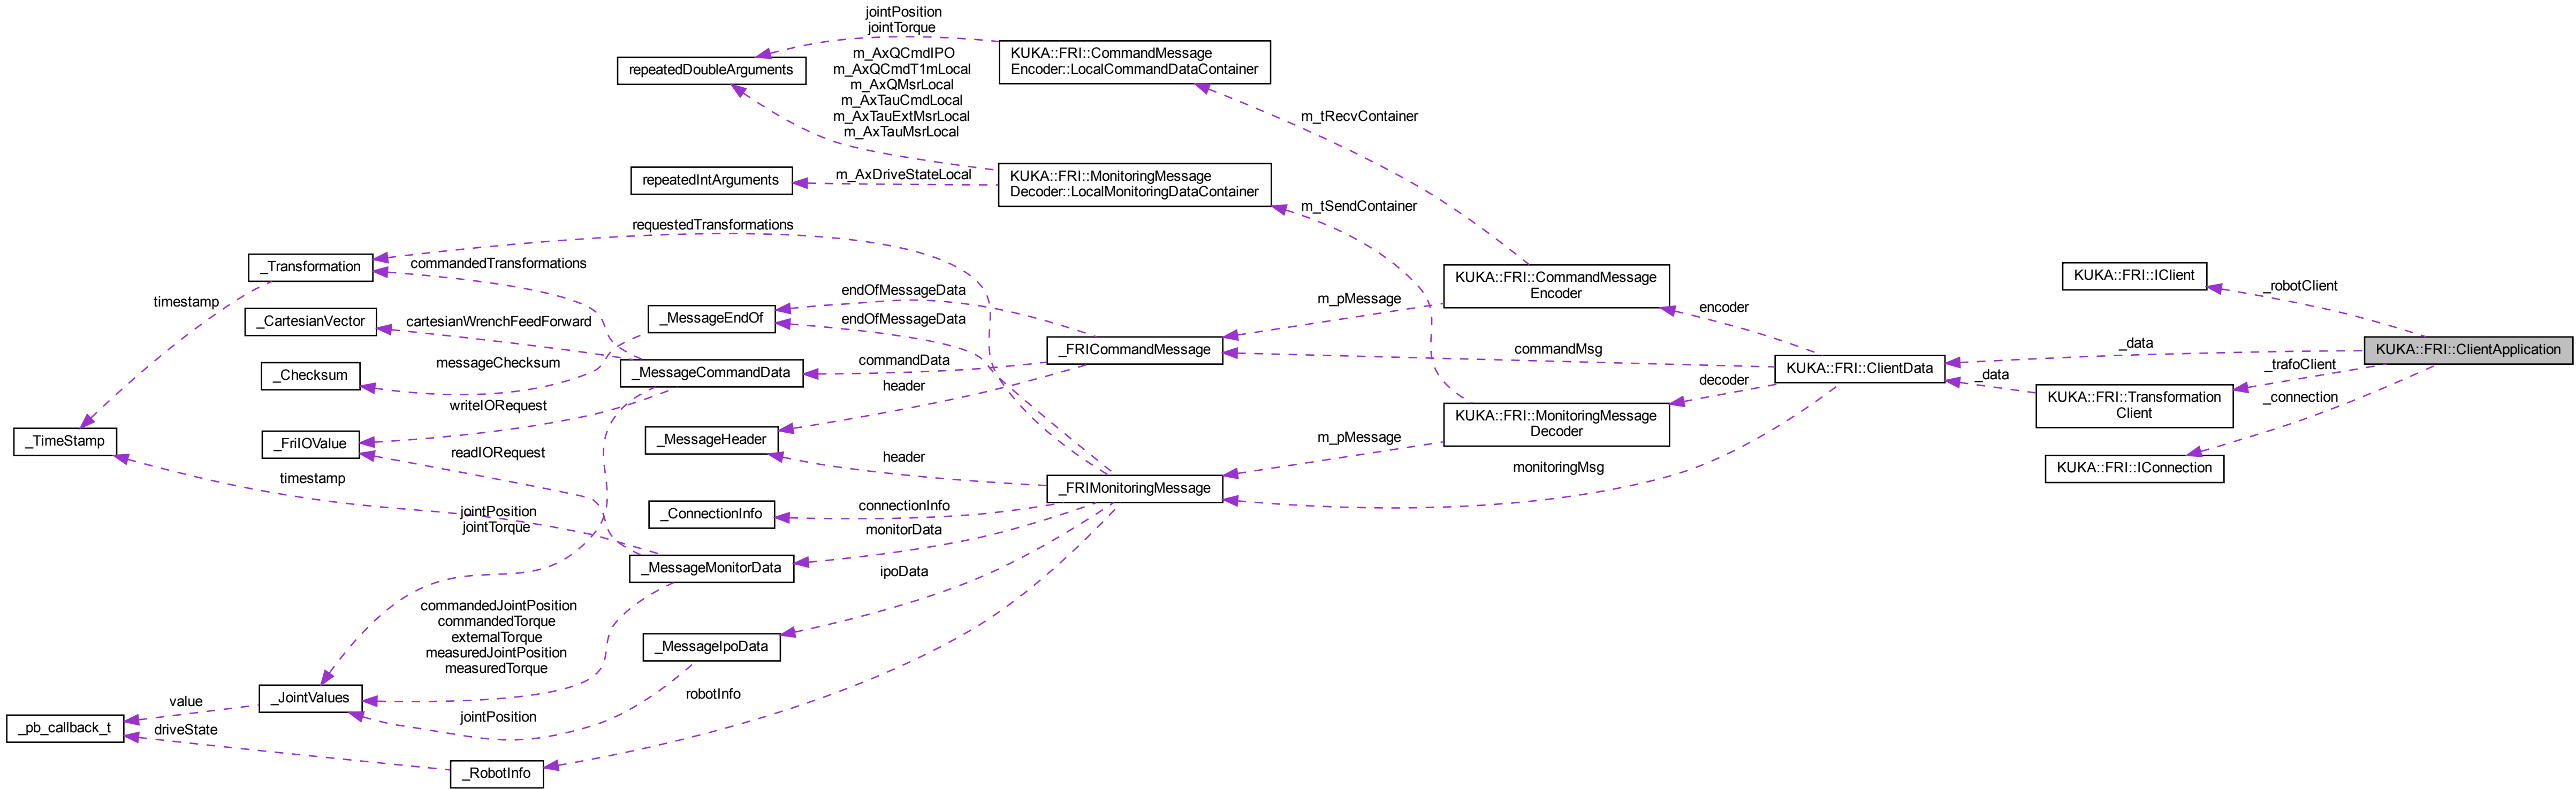 jointPosition
jointTorque
KUKA::FRI::CommandMessage
Encoder::LocalCommandDataContainer
repeatedDoubleArguments
m_AxQCmdIPO
m_AxQCmdT1mLocal
m_AxQMsrLocal
m_AxTauCmdLocal
m_AxTauExtMsrLocal
m_AxTauMsrLocal
m_tRecvContainer
repeatedIntArguments
m_AxDriveStateLocal
KUKA::FRI::MonitoringMessage
Decoder::LocalMonitoringDataContainer
m_tSendContainer
requestedTransformations
_Transformation
commandedTransformations
timestamp
_CartesianVector
cartesianWrenchFeedForward
_MessageEndOf
endOfMessageData
endOfMessageData
m_pMessage
KUKA::FRI::CommandMessage
Encoder
encoder
KUKA::FRI::IClient
_robotClient
_FRICommandMessage
commandMsg
_data
KUKA::FRI::ClientApplication
_Checksum
messageChecksum
_MessageCommandData
commandData
header
KUKA::FRI::ClientData
decoder
_data
_trafoClient
KUKA::FRI::Transformation
Client
_connection
writeIORequest
_TimeStamp
_FriIOValue
readIORequest
_MessageHeader
header
m_pMessage
KUKA::FRI::MonitoringMessage
Decoder
monitoringMsg
KUKA::FRI::IConnection
timestamp
_FRIMonitoringMessage
jointPosition
jointTorque
_ConnectionInfo
connectionInfo
monitorData
_MessageMonitorData
ipoData
commandedJointPosition
commandedTorque
externalTorque
measuredJointPosition
measuredTorque
_MessageIpoData
robotInfo
_JointValues
value
jointPosition
_pb_callback_t
driveState
_RobotInfo